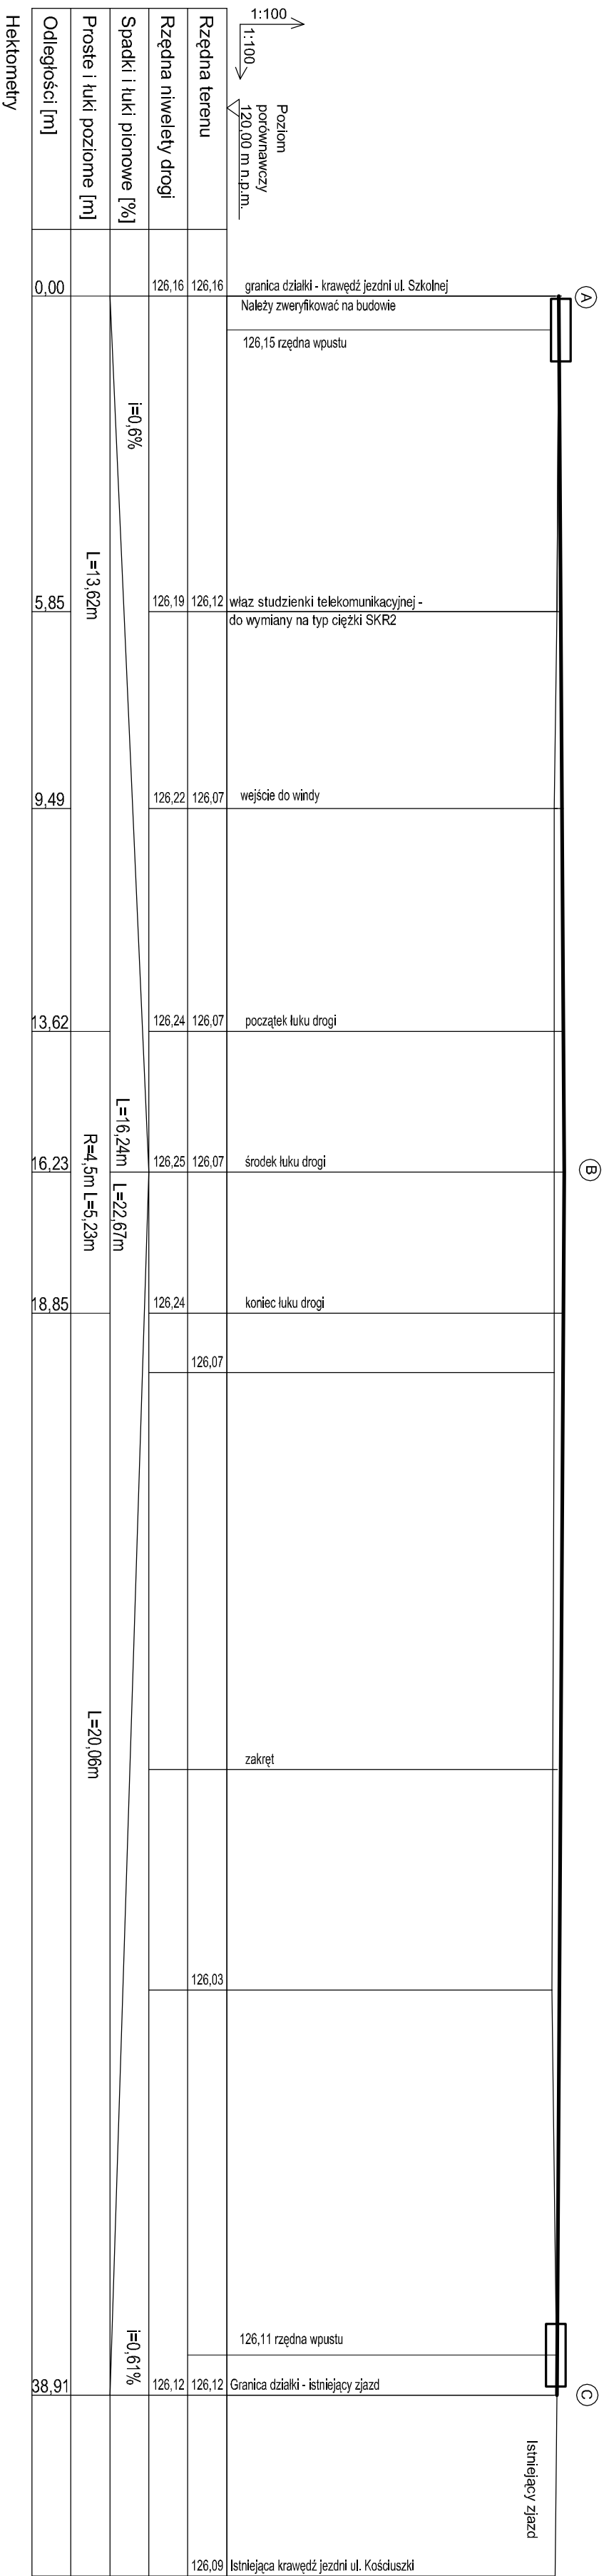 1:100
1:100
Poziom
porównawczy
120,00 m n.p.m.
Rzędna terenu
Rzędna niwelety drogi
Spadki i łuki pionowe [%]
Proste i łuki poziome [m]
Odległości [m]
Hektometry
A
0,00
126,16
126,16
granica działki - krawędź jezdni ul. Szkolnej
Należy zweryfikować na budowie
126,15 rzędna wpustu
i=0,6%
L=13,62m
5,85
126,19
126,12
właz studzienki telekomunikacyjnej -
do wymiany na typ ciężki SKR2
9,49
126,22
126,07
wejście do windy
13,62
126,24
126,07
początek łuku drogi
L=16,24m
R=4,5m L=5,23m
B
16,23
126,25
126,07
środek łuku drogi
L=22,67m
18,85
126,24
koniec łuku drogi
126,07
L=20,06m
zakręt
126,03
126,11 rzędna wpustu
i=0,61%
C
38,91
126,12
126,12
Granica działki - istniejący zjazd
Istniejący zjazd
126,09
Istniejąca krawędź jezdni ul. Kościuszki